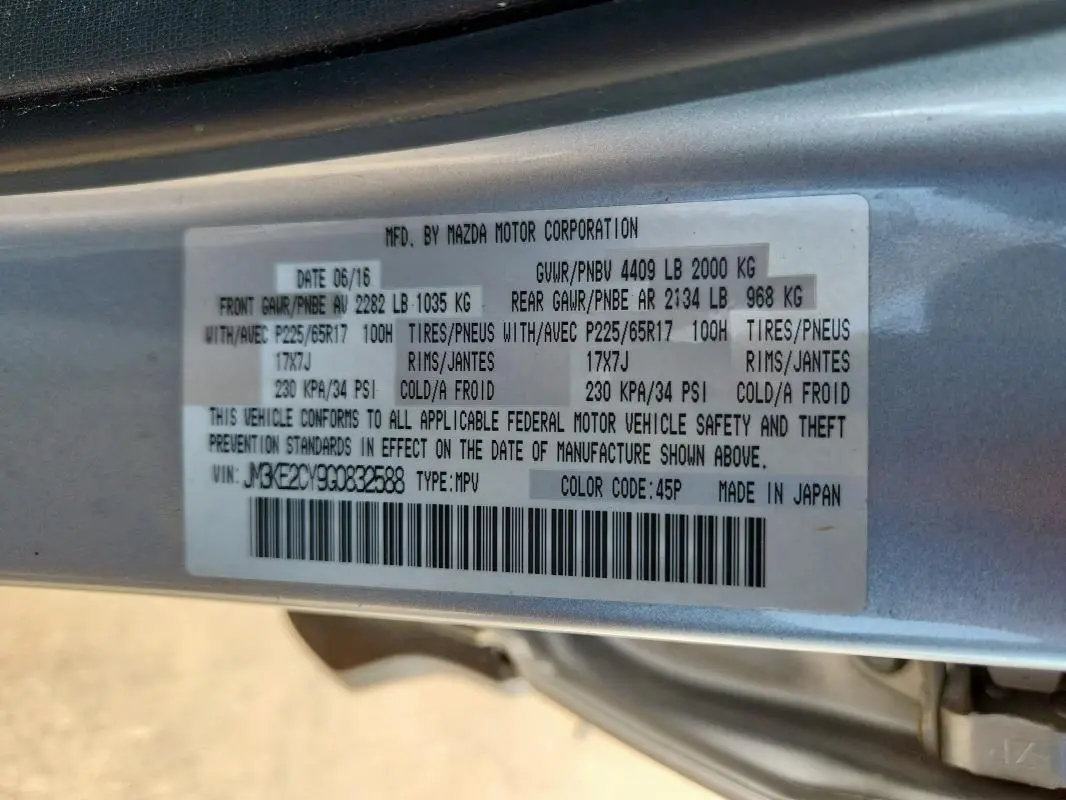 MFD. BY MAZDA MOTOR CORPORATION
DATE 06/16 GVWR/PNBV 4409 LB 2000 KG
FRONT GAWR/PNBE AV 2282 LB 1035 KG REAR GAWR/PNBE AR 2134 LB 968 KG
WITH/AVEC P225/65R17 100H TIRES/PNEUS WITH/AVEC P225/65R17 100H TIRES/PNEUS
17X7J RIMS/JANTES 17X7J RIMS/JANTES
230 KPA/34 PSI COLD/A FROID 230 KPA/34 PSI COLD/A FROID
THIS VEHICLE CONFORMS TO ALL APPLICABLE FEDERAL MOTOR VEHICLE SAFETY AND THEFT
PREVENTION STANDARDS IN EFFECT ON THE DATE OF MANUFACTURE SHOWN ABOVE.
VIN: JM3KE2CY9G0832588 TYPE:MPV COLOR CODE:45P MADE IN JAPAN